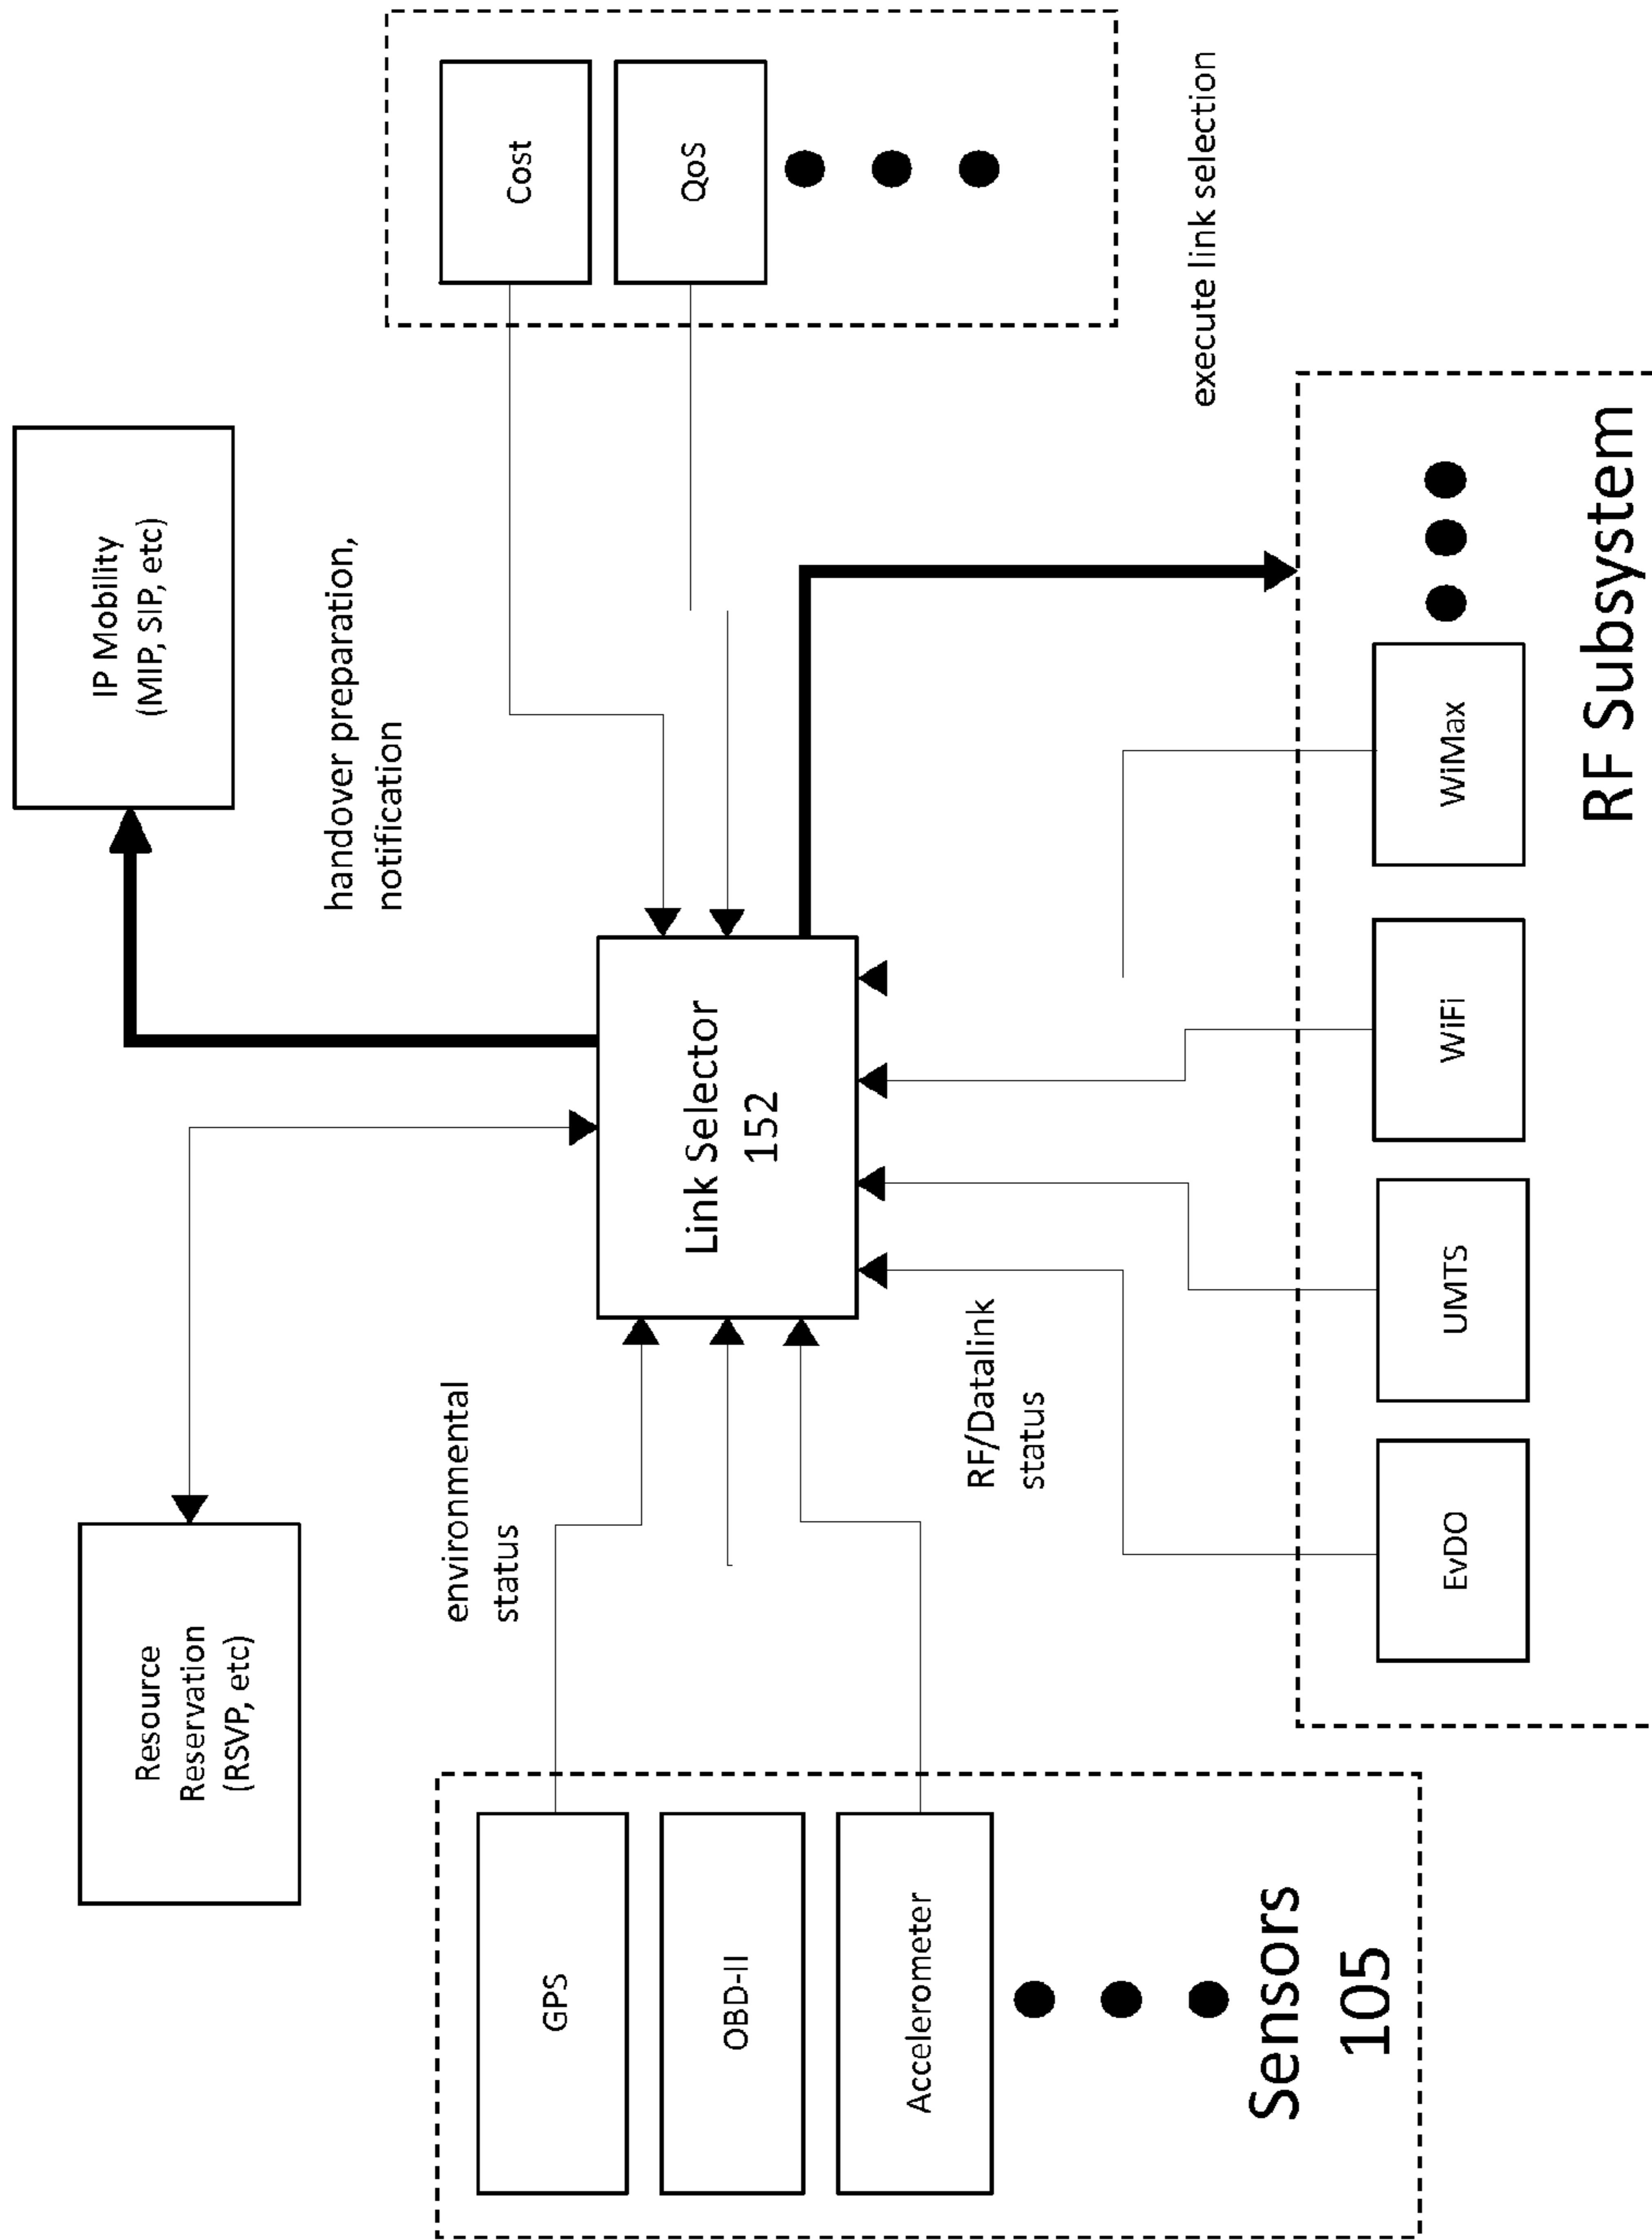 Resource
Reservation
(RSVP, etc)
IP Mobility
(MIP, SIP, etc)
handover preparation,
notification
environmental
status
GPS
OBD-II
Accelerometer
Sensors
105
Link Selector
152
Cost
QoS
RF/Datalink
status
execute link selection
EvDO
UMTS
WiFi
WiMax
RF Subsystem